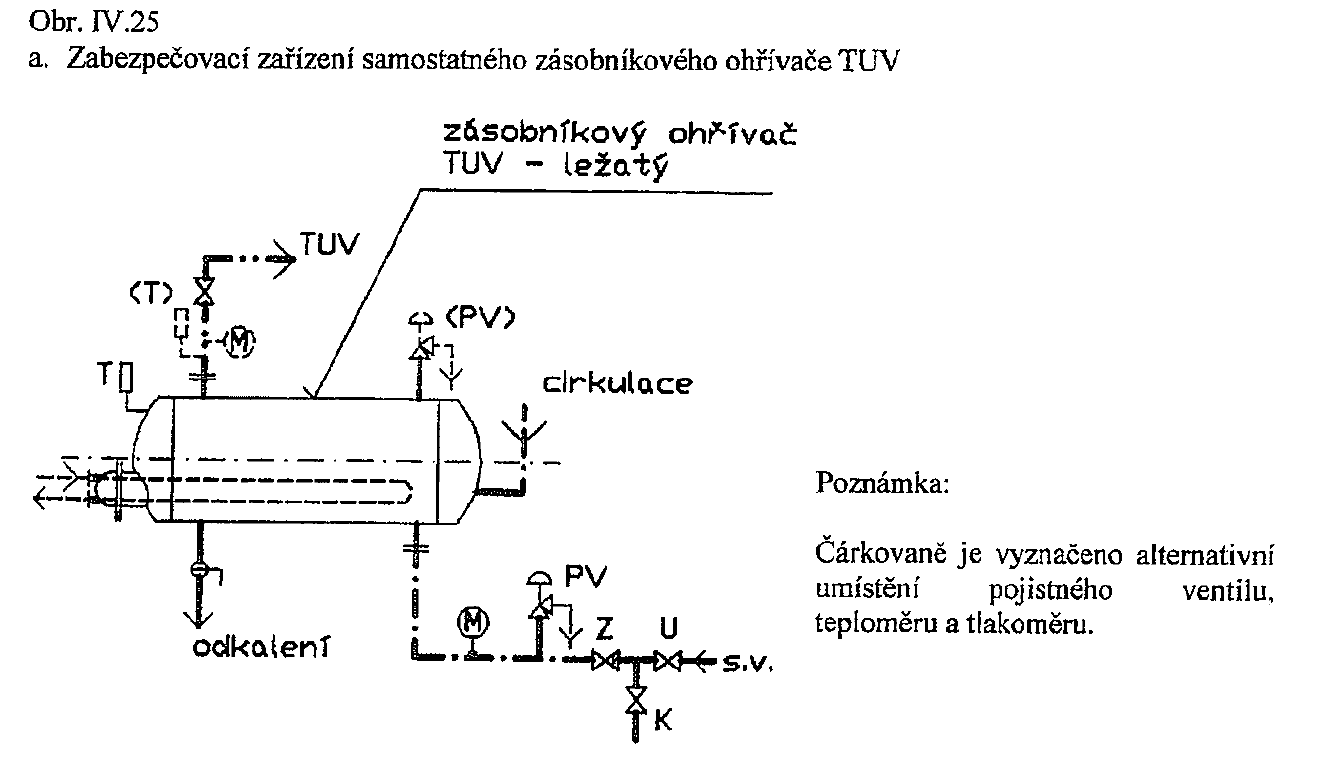 Obr. IV.25
a. Zabezpečovací zařízení samostatného zásobníkového ohřívače TUV
zásobníkový ohřívač
TUV - ležatý
TUV
(T)
M
(PV)
T
cirkulace
Poznámka:
Čárkovaně je vyznačeno alternativní
umístění pojistného ventilu,
teploměru a tlakoměru.
PV
M
Z
U
odkalení
s.v.
K